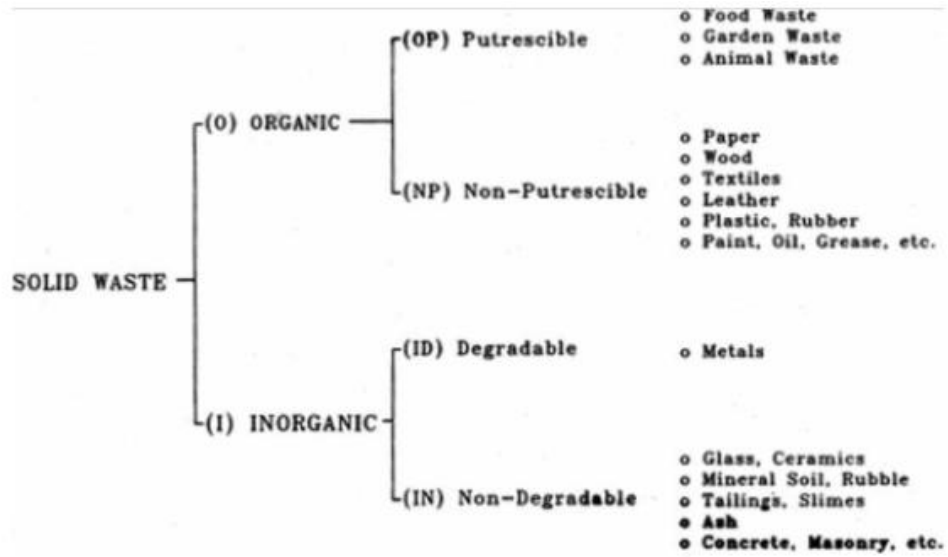 SOLID WASTE
(O) ORGANIC
(OP) Putrescible
o Food Waste
o Garden Waste
o Animal Waste
(NP) Non-Putrescible
o Paper
o Wood
o Textiles
o Leather
o Plastic, Rubber
o Paint, Oil, Grease, etc.
(I) INORGANIC
(ID) Degradable
o Metals
(IN) Non-Degradable
o Glass, Ceramics
o Mineral Soil, Rubble
o Tailings, Slimes
o Ash
o Concrete, Masonry, etc.